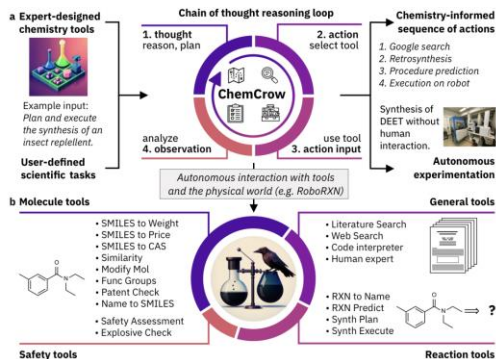 a Expert-designed
chemistry tools
Example input:
Plan and execute
the synthesis of an
insect repellent.
User-defined
scientific tasks
Chain of thought reasoning loop
1. thought
reason, plan
2. action
select tool
ChemCrow
analyze
4. observation
use tool
3. action input
Chemistry-informed
sequence of actions
1. Google search
2. Retrosynthesis
3. Procedure prediction
4. Execution on robot
Synthesis of
DEET without
human
interaction.
Autonomous
experimentation
Autonomous interaction with tools
and the physical world (e.g. RoboRXN)
b Molecule tools
• SMILES to Weight
• SMILES to Price
• SMILES to CAS
• Similarity
• Modify Mol
• Func Groups
• Patent Check
• Name to SMILES
• Safety Assessment
• Explosive Check
O
N
Safety tools
General tools
• Literature Search
• Web Search
• Code interpreter
• Human expert
• RXN to Name
• RXN Predict
• Synth Plan
• Synth Execute
O
N
⇒ ?
Reaction tools